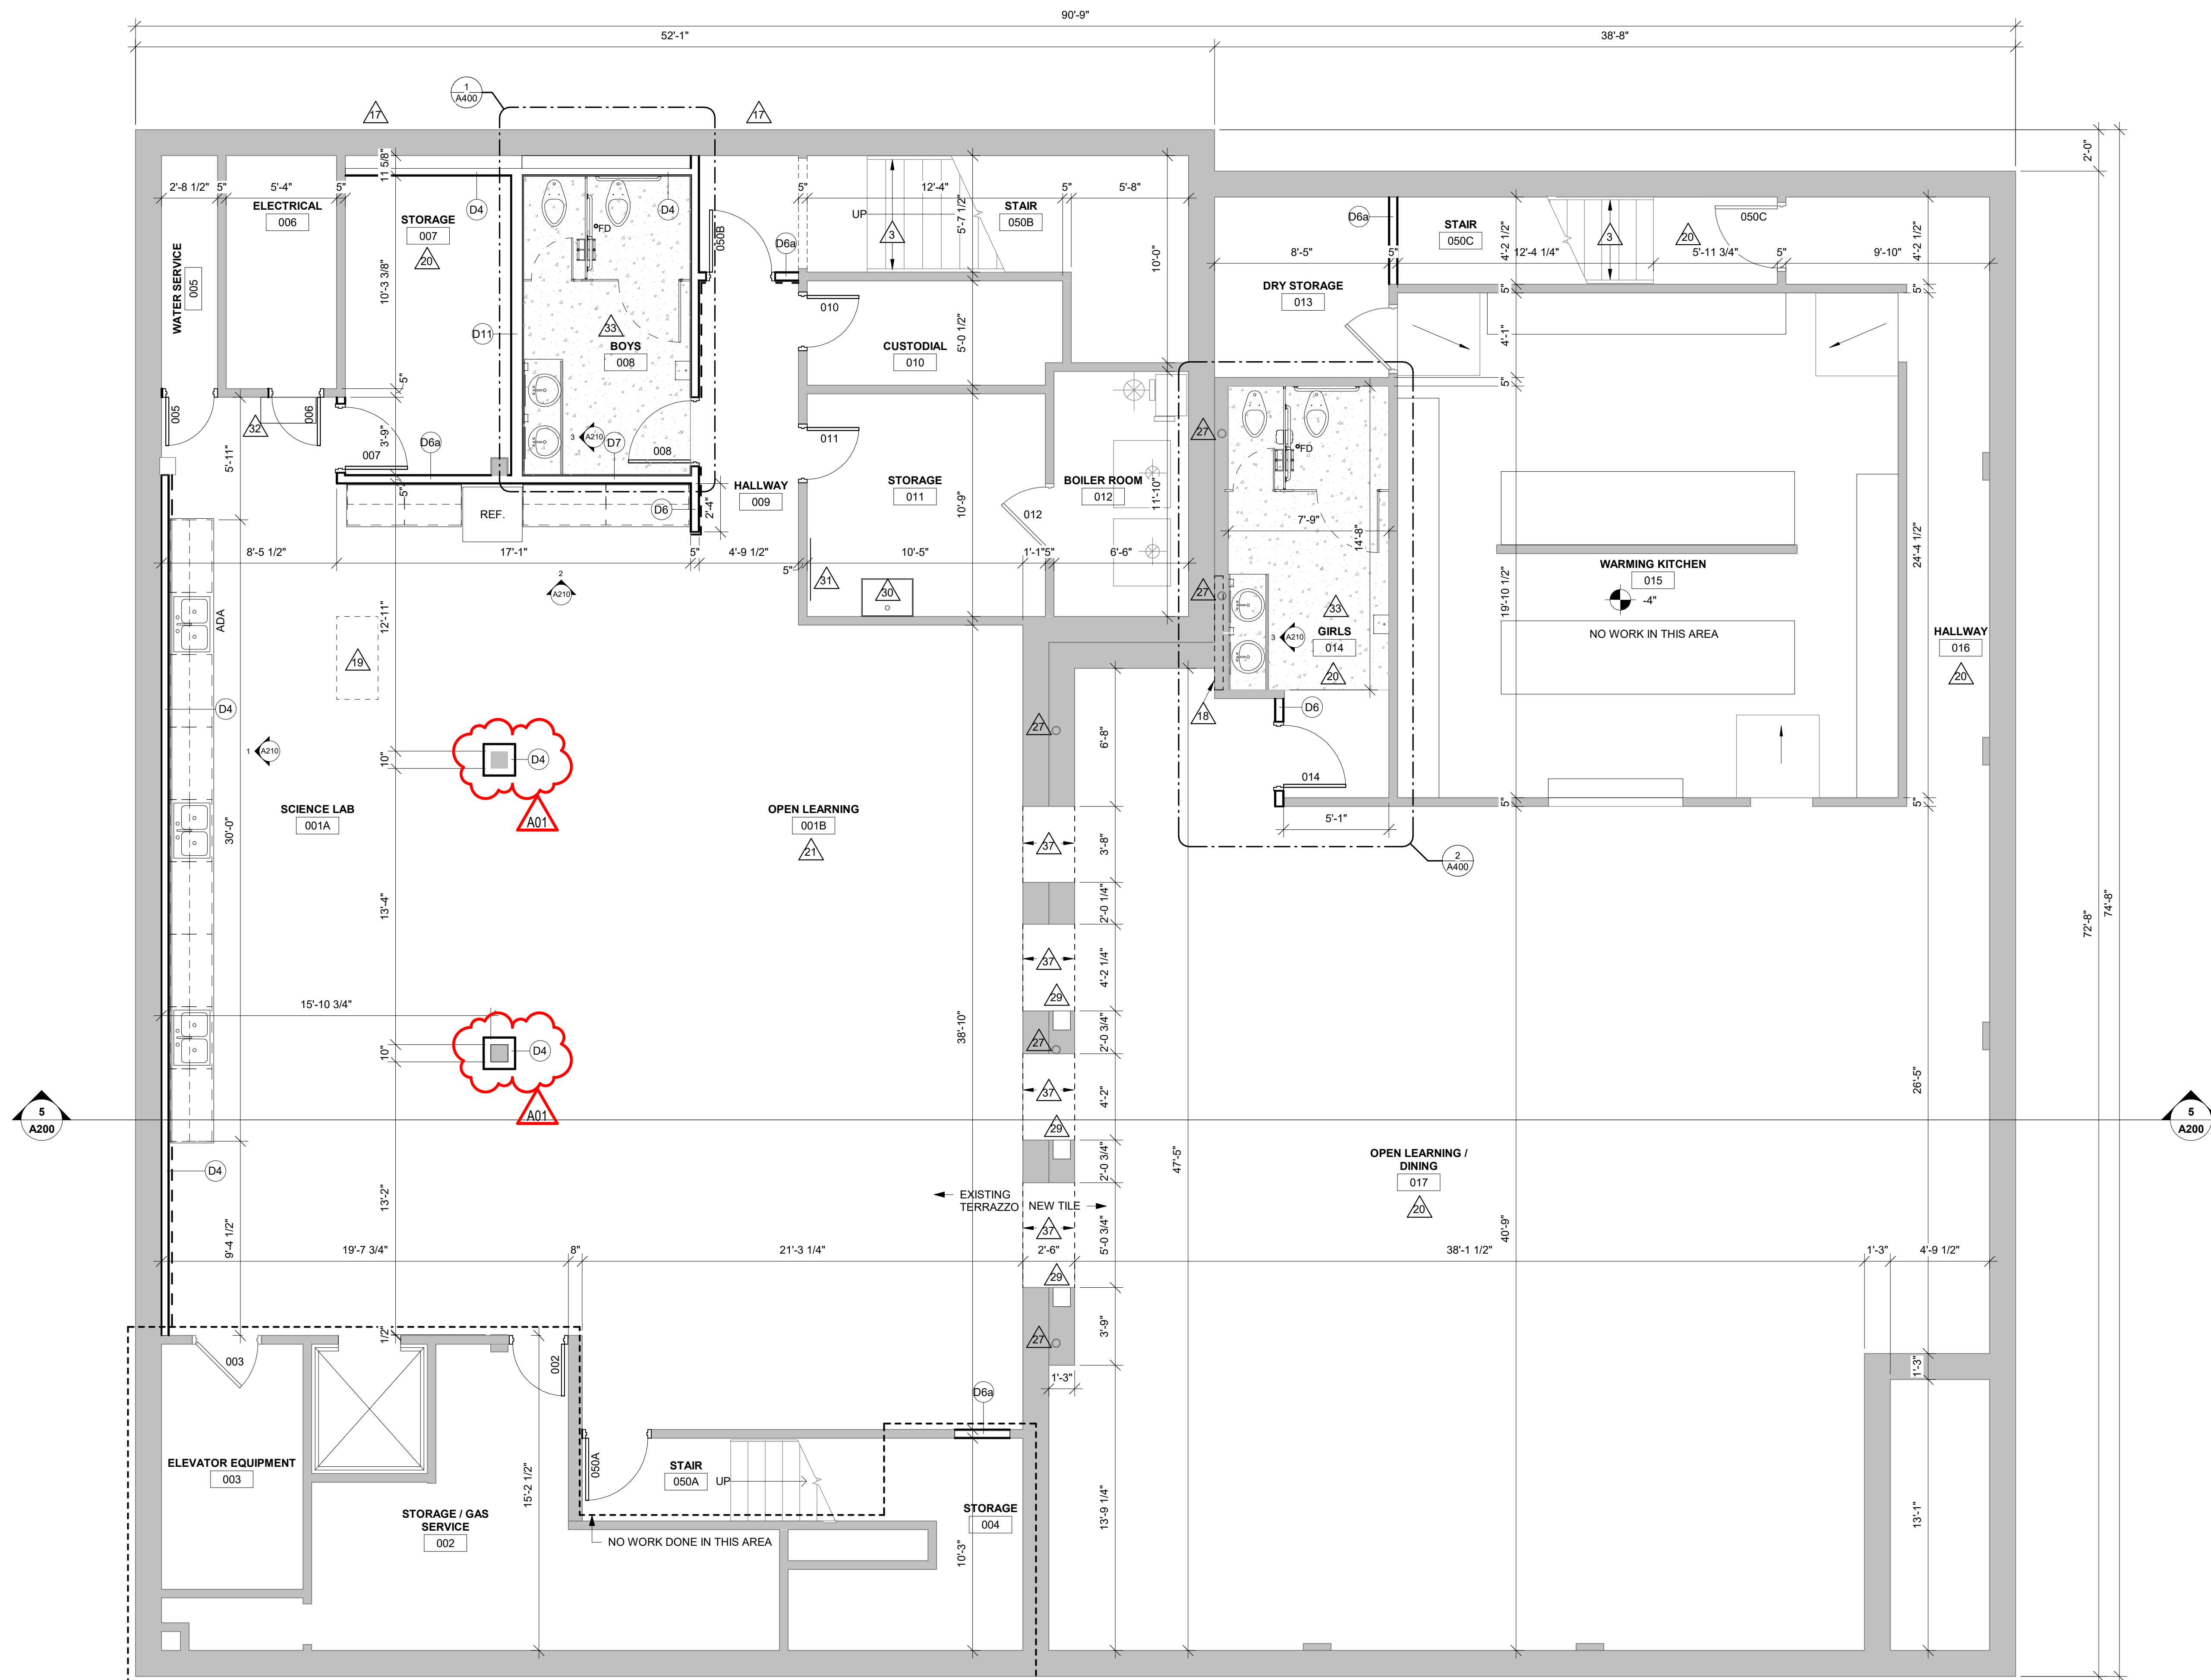 90'-9"
52'-1"
38'-8"
1
A400
17
17
2'-0"
11 5/8"
2'-8 1/2"
5"
5'-4"
5"
5"
12'-4"
5"
5'-8"
ELECTRICAL
006
STORAGE
007
20
D4
D4
FD
UP
3
STAIR
050B
5'-7 1/2"
050B
D6a
D6a
STAIR
050C
3
20
050C
4'-2 1/2"
4'-2 1/2"
8'-5"
5"
12'-4 1/4"
5'-11 3/4"
5"
9'-10"
WATER SERVICE
005
10'-3 3/8"
10'-0"
DRY STORAGE
013
5"
5"
D11
33
BOYS
008
010
CUSTODIAL
010
5'-0 1/2"
4'-1"
5"
5"
005
32
006
3'-9"
D6a
007
3
A210
D7
008
011
27
FD
5'-11"
5"
REF.
HALLWAY
009
D6
2'-4"
STORAGE
011
10'-9"
BOILER ROOM
012
012
11'-10"
7'-9"
14'-8"
8'-5 1/2"
17'-1"
5"
4'-9 1/2"
5"
10'-5"
1'-1"
5"
6'-6"
24'-4 1/2"
WARMING KITCHEN
015
-4"
19'-10 1/2"
NO WORK IN THIS AREA
2
A210
31
30
27
33
3
A210
GIRLS
014
20
HALLWAY
016
20
ADA
12'-11"
19
D4
18
D6
1
A210
10"
D4
A01
27
6'-8"
014
5"
5"
SCIENCE LAB
001A
OPEN LEARNING
001B
21
30'-0"
5'-1"
37
3'-8"
2
A400
13'-4"
2'-0 1/4"
74'-8"
72'-8"
37
4'-2 1/4"
29
15'-10 3/4"
10"
D4
A01
38'-10"
27
2'-0 3/4"
26'-5"
5
A200
37
4'-2"
29
5
A200
D4
13'-2"
2'-0 3/4"
47'-5"
OPEN LEARNING /
DINING
017
20
EXISTING
TERRAZZO
NEW TILE
37
5'-0 3/4"
40'-9"
9'-4 1/2"
19'-7 3/4"
8"
21'-3 1/4"
2'-6"
38'-1 1/2"
1'-3"
4'-9 1/2"
29
1/2"
27
3'-9"
003
002
1'-3"
1'-3"
D6a
ELEVATOR EQUIPMENT
003
050A
STAIR
050A
UP
15'-2 1/2"
STORAGE / GAS
SERVICE
002
STORAGE
004
NO WORK DONE IN THIS AREA
10'-3"
13'-9 1/4"
13'-1"